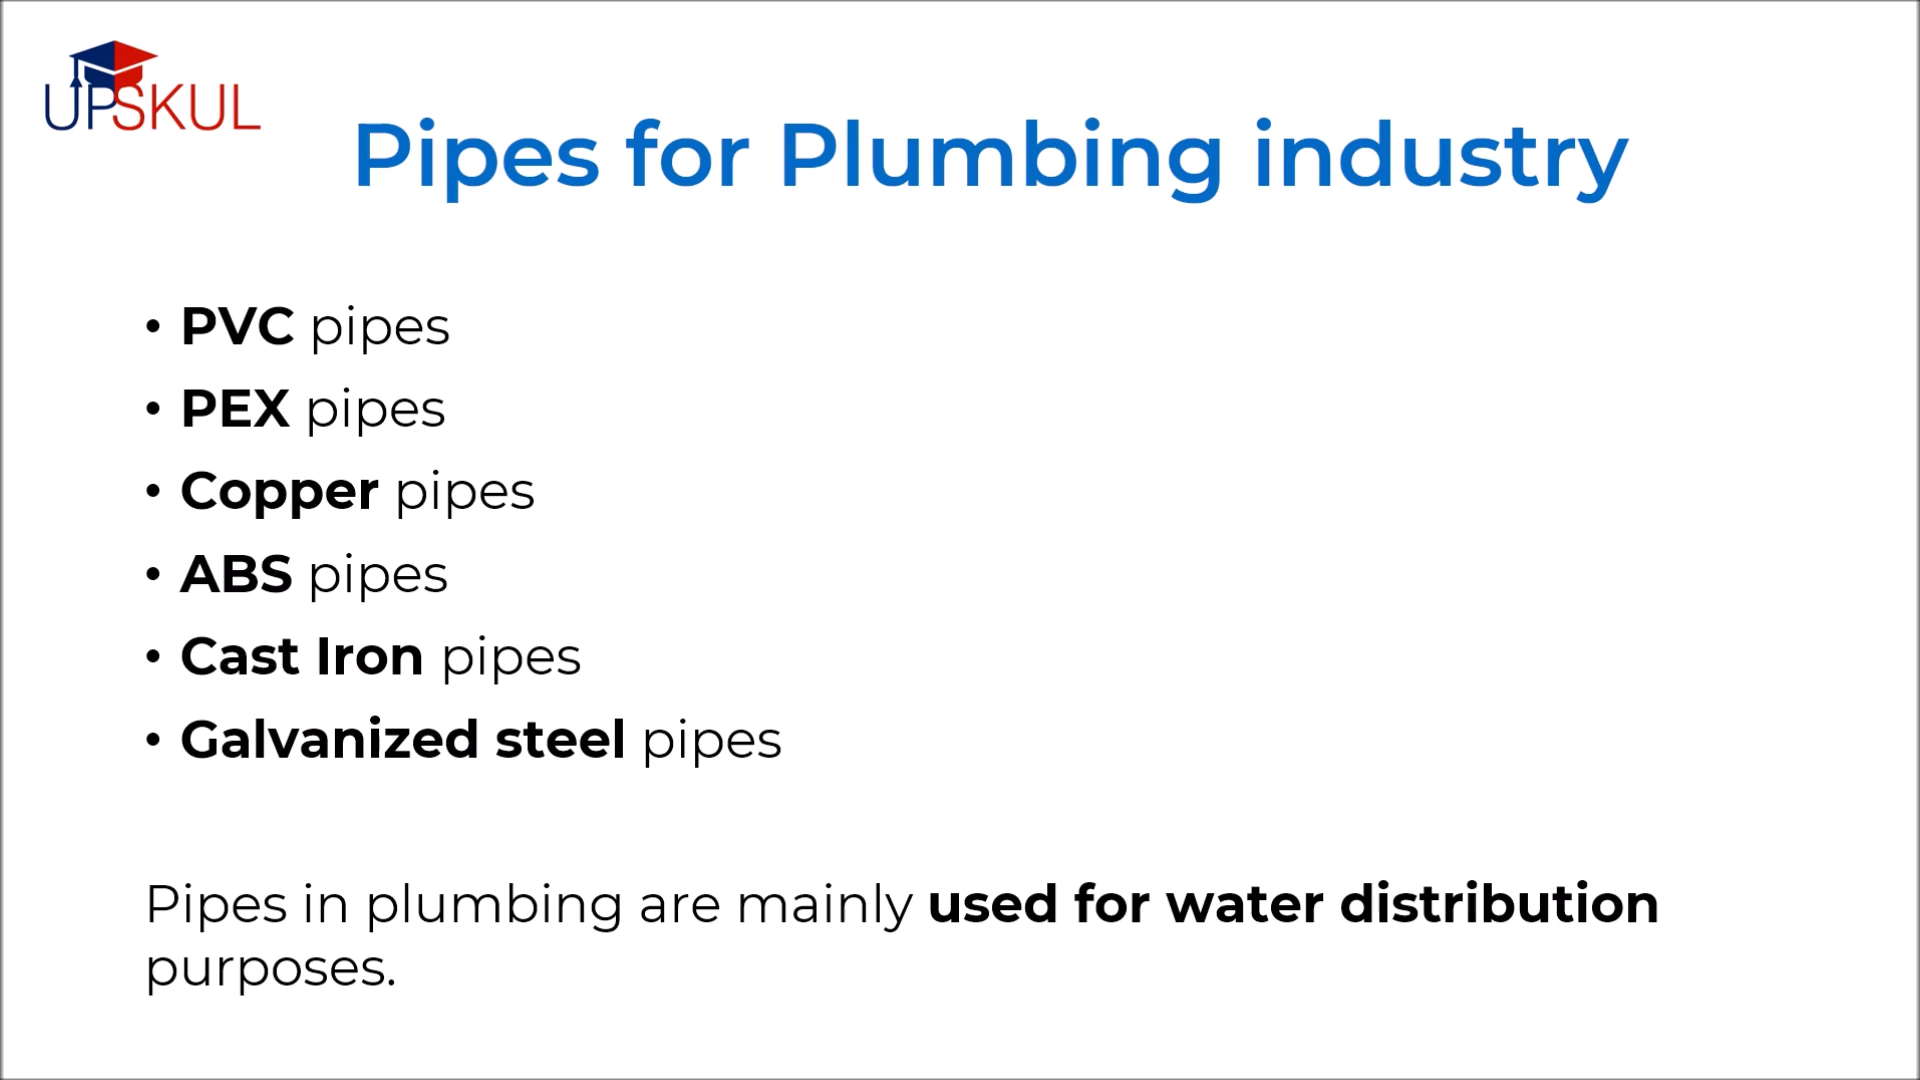 UPSKUL
Pipes for Plumbing industry
• PVC pipes
• PEX pipes
• Copper pipes
• ABS pipes
• Cast Iron pipes
• Galvanized steel pipes
Pipes in plumbing are mainly used for water distribution
purposes.